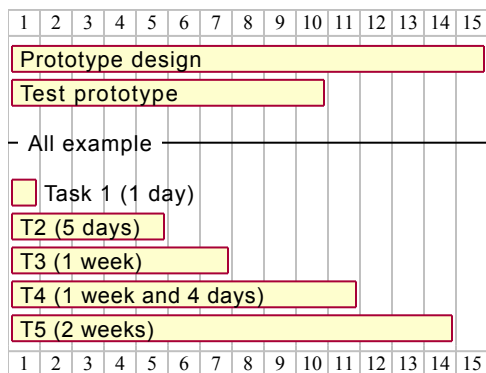 1 2 3 4 5 6 7 8 9 10 11 12 13 14 15
Prototype design
Test prototype
All example
Task 1 (1 day)
T2 (5 days)
T3 (1 week)
T4 (1 week and 4 days)
T5 (2 weeks)
1 2 3 4 5 6 7 8 9 10 11 12 13 14 15